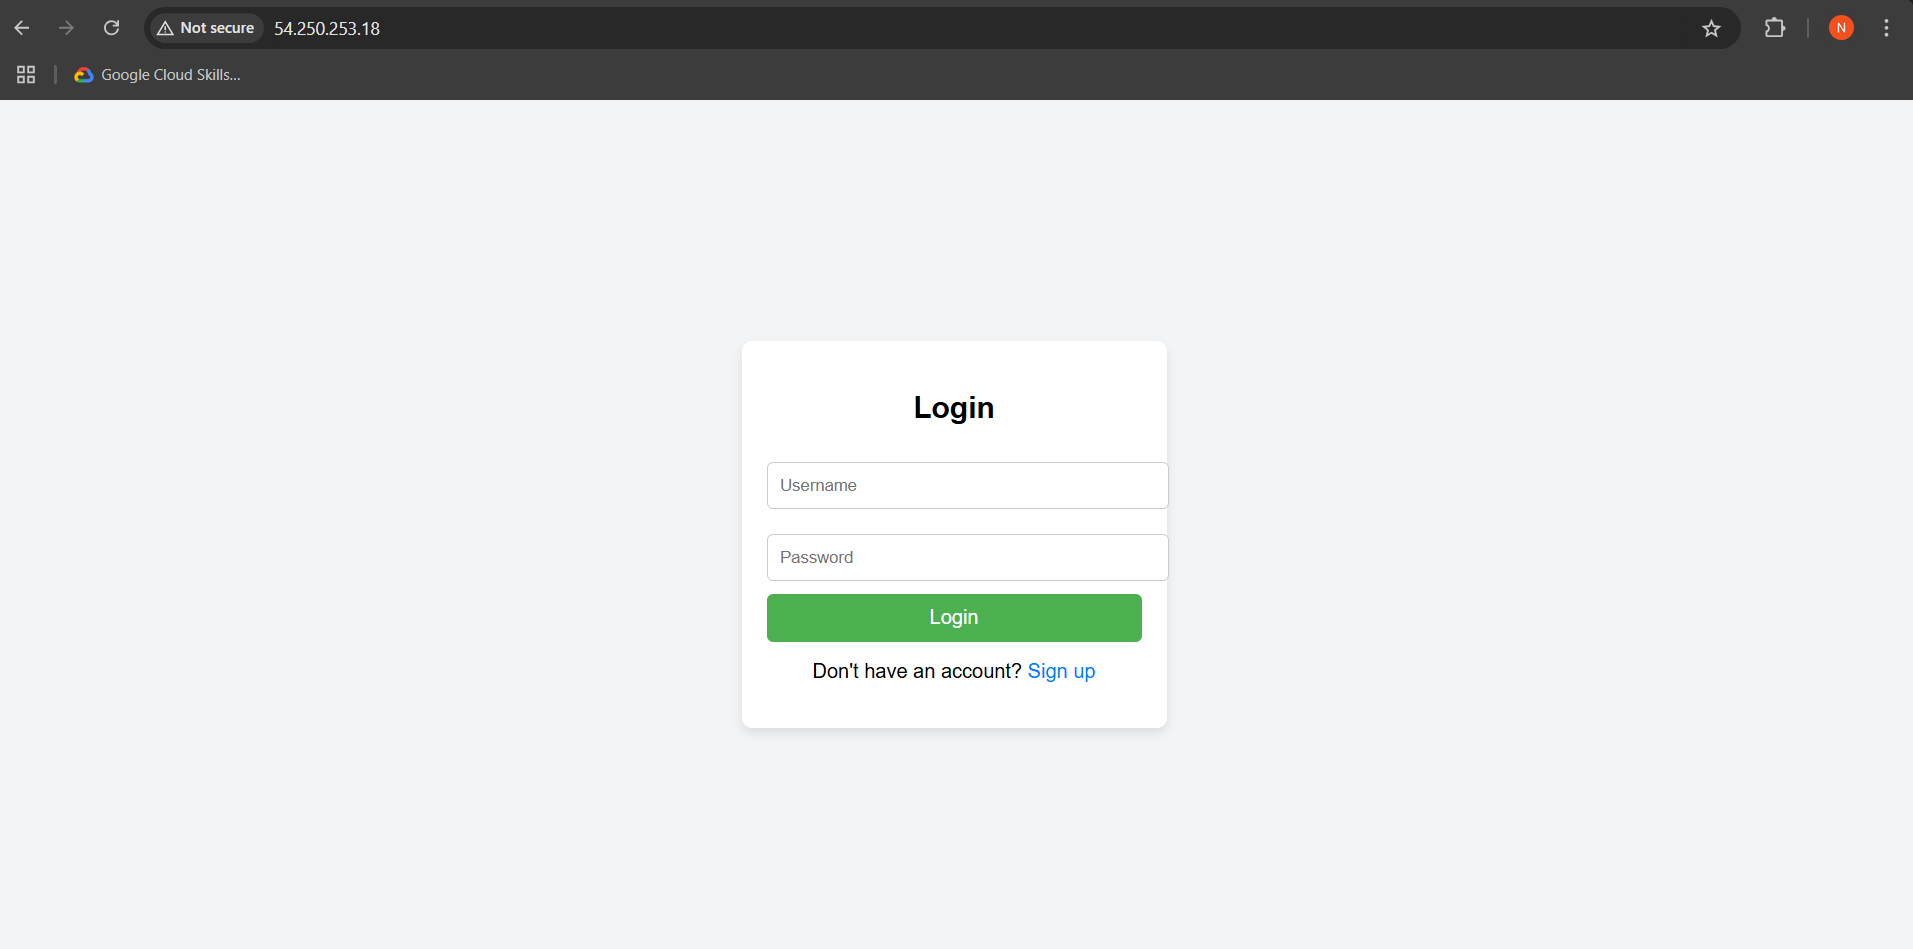 Not secure 54.250.253.18 N
Google Cloud Skills...
Login
Username
Password
Login
Don't have an account? Sign up